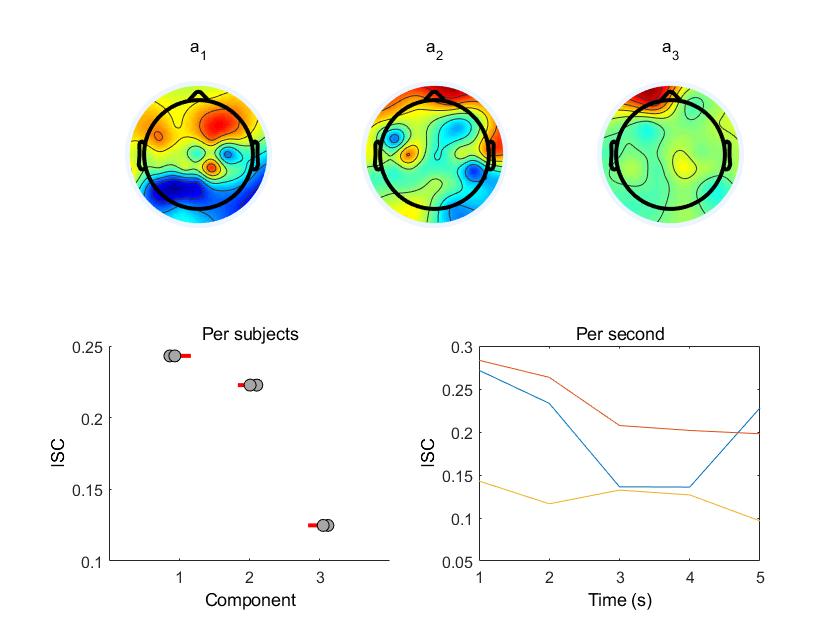 a1 a2 a3
Per subjects
0.25
0.2
0.15
0.1
ISC
1 2 3
Component
Per second
0.3
0.25
0.2
0.15
0.1
0.05
ISC
1 2 3 4 5
Time (s)